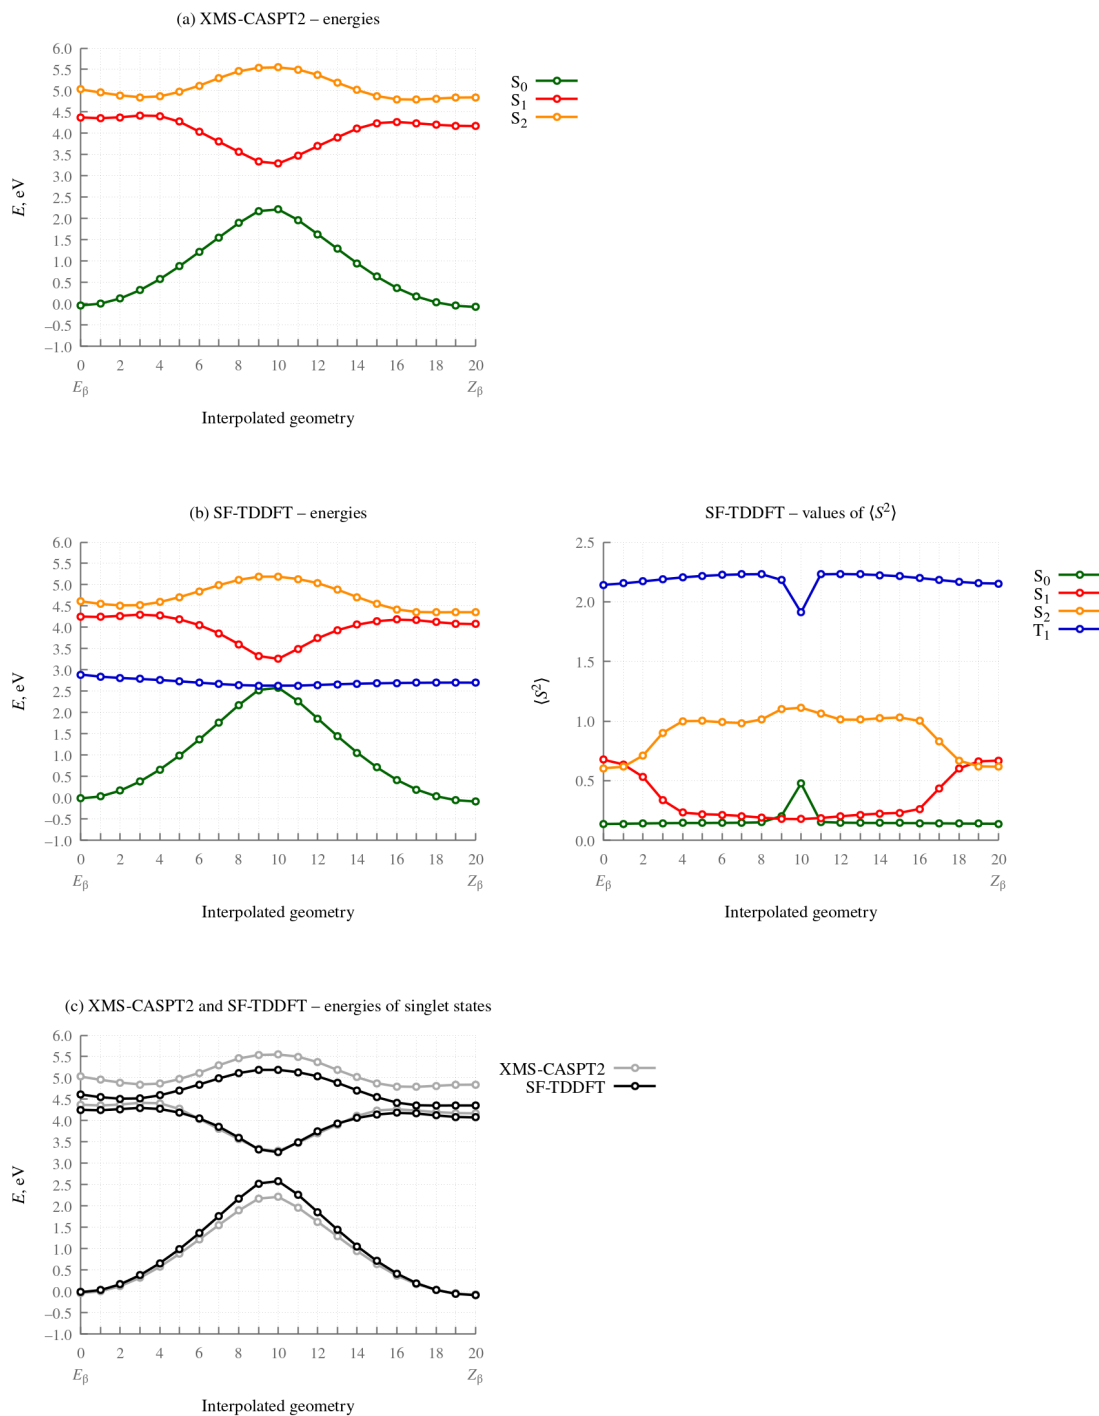 (a) XMS-CASPT2 – energies
6.0
5.5
5.0
4.5
4.0
3.5
3.0
2.5
2.0
1.5
1.0
0.5
0.0
–0.5
–1.0
E, eV
0 2 4 6 8 10 12 14 16 18 20
Eβ Zβ
Interpolated geometry
S0
S1
S2
(b) SF-TDDFT – energies
6.0
5.5
5.0
4.5
4.0
3.5
3.0
2.5
2.0
1.5
1.0
0.5
0.0
–0.5
–1.0
E, eV
0 2 4 6 8 10 12 14 16 18 20
Eβ Zβ
Interpolated geometry
SF-TDDFT – values of ⟨S²⟩
2.5
2.0
1.5
1.0
0.5
0.0
⟨S²⟩
0 2 4 6 8 10 12 14 16 18 20
Eβ Zβ
Interpolated geometry
S0
S1
S2
T1
(c) XMS-CASPT2 and SF-TDDFT – energies of singlet states
6.0
5.5
5.0
4.5
4.0
3.5
3.0
2.5
2.0
1.5
1.0
0.5
0.0
–0.5
–1.0
E, eV
0 2 4 6 8 10 12 14 16 18 20
Eβ Zβ
Interpolated geometry
XMS-CASPT2
SF-TDDFT